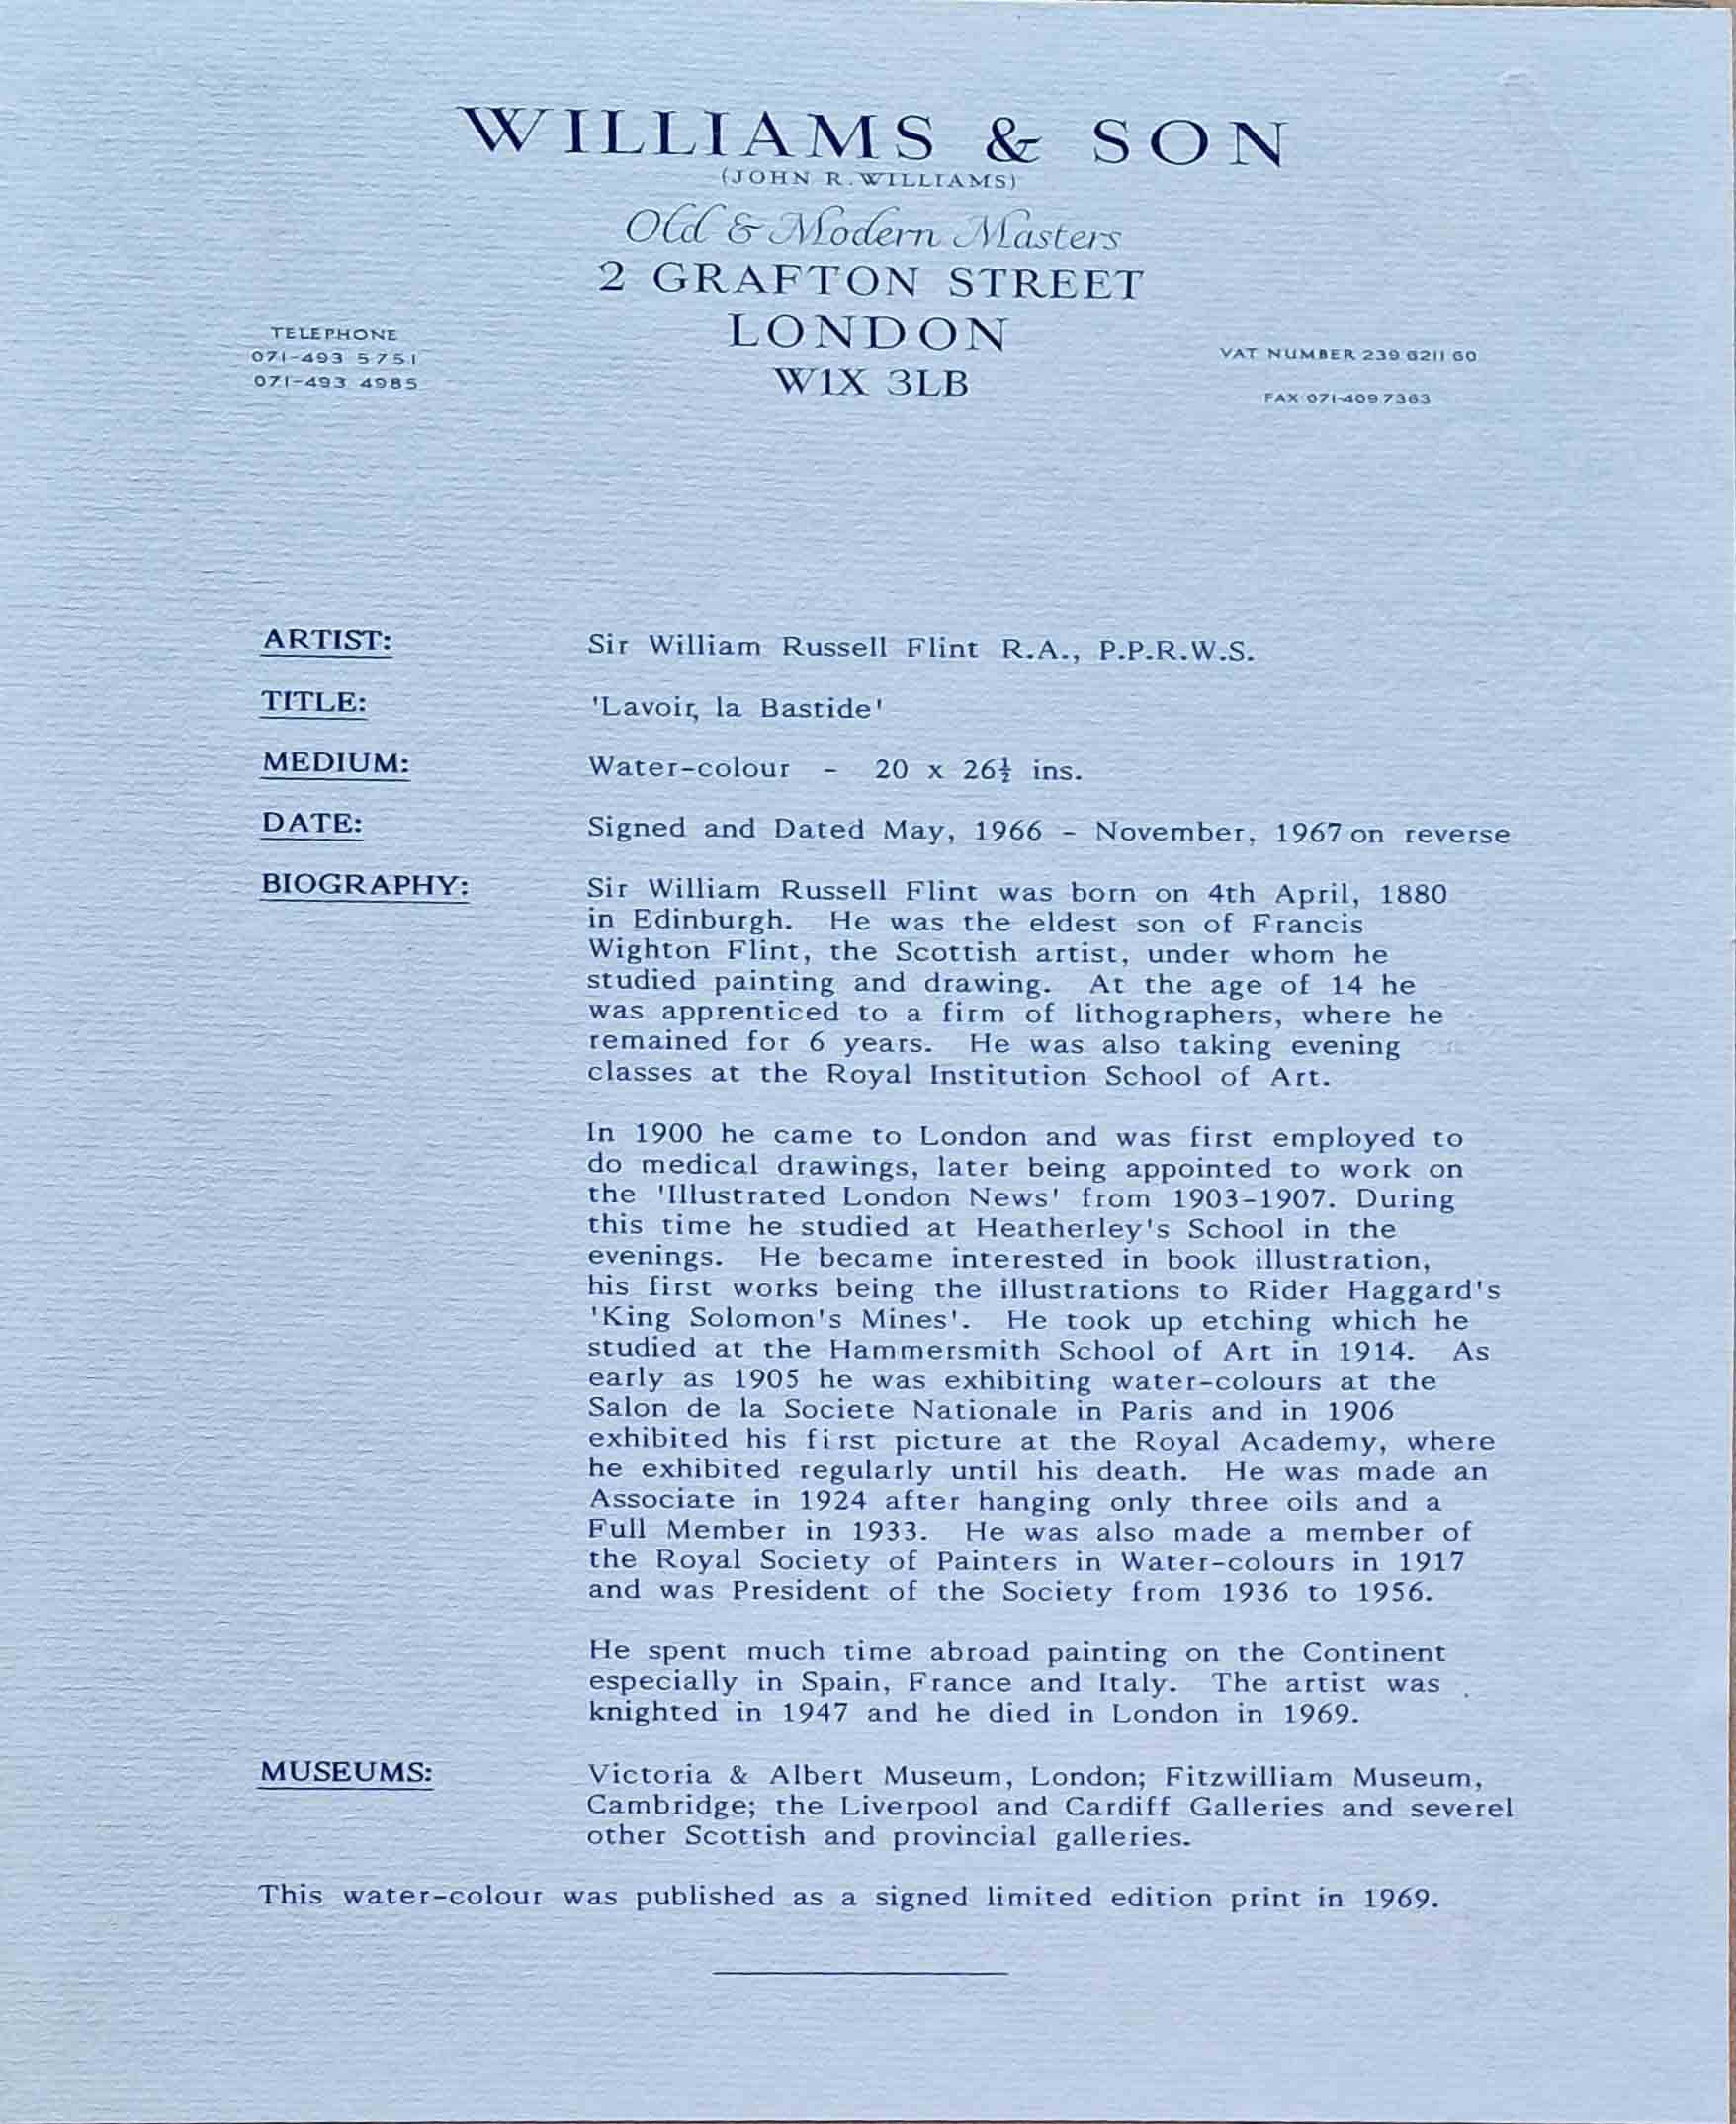 WILLIAMS & SON
(JOHN R. WILLIAMS)
Old & Modern Masters
2 GRAFTON STREET
LONDON
W1X 3LB
TELEPHONE
071-493 5751
071-493 4985
VAT NUMBER 239 6211 60
FAX 071-409 7363
ARTIST: Sir William Russell Flint R.A., P.P.R.W.S.
TITLE: 'Lavoir, la Bastide'
MEDIUM: Water-colour - 20 x 26½ ins.
DATE: Signed and Dated May, 1966 - November, 1967 on reverse
BIOGRAPHY: Sir William Russell Flint was born on 4th April, 1880
in Edinburgh. He was the eldest son of Francis
Wighton Flint, the Scottish artist, under whom he
studied painting and drawing. At the age of 14 he
was apprenticed to a firm of lithographers, where he
remained for 6 years. He was also taking evening
classes at the Royal Institution School of Art.
In 1900 he came to London and was first employed to
do medical drawings, later being appointed to work on
the 'Illustrated London News' from 1903-1907. During
this time he studied at Heatherley's School in the
evenings. He became interested in book illustration,
his first works being the illustrations to Rider Haggard's
'King Solomon's Mines'. He took up etching which he
studied at the Hammersmith School of Art in 1914. As
early as 1905 he was exhibiting water-colours at the
Salon de la Societe Nationale in Paris and in 1906
exhibited his first picture at the Royal Academy, where
he exhibited regularly until his death. He was made an
Associate in 1924 after hanging only three oils and a
Full Member in 1933. He was also made a member of
the Royal Society of Painters in Water-colours in 1917
and was President of the Society from 1936 to 1956.
He spent much time abroad painting on the Continent
especially in Spain, France and Italy. The artist was
knighted in 1947 and he died in London in 1969.
MUSEUMS: Victoria & Albert Museum, London; Fitzwilliam Museum,
Cambridge; the Liverpool and Cardiff Galleries and severel
other Scottish and provincial galleries.
This water-colour was published as a signed limited edition print in 1969.